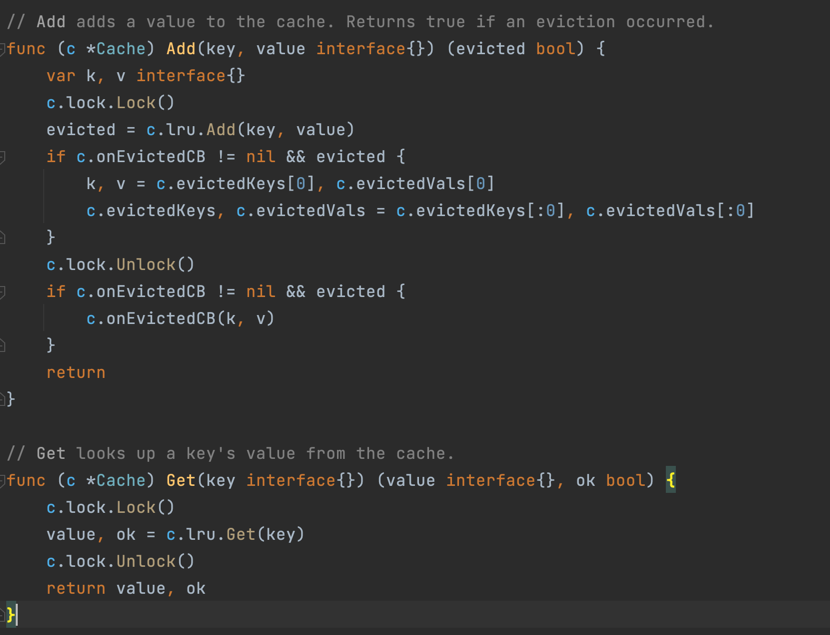 // Add adds a value to the cache. Returns true if an eviction occurred.
func (c *Cache) Add(key, value interface{}) (evicted bool) {
    var k, v interface{}
    c.lock.Lock()
    evicted = c.lru.Add(key, value)
    if c.onEvictedCB != nil && evicted {
        k, v = c.evictedKeys[0], c.evictedVals[0]
        c.evictedKeys, c.evictedVals = c.evictedKeys[:0], c.evictedVals[:0]
    }
    c.lock.Unlock()
    if c.onEvictedCB != nil && evicted {
        c.onEvictedCB(k, v)
    }
    return
}

// Get looks up a key's value from the cache.
func (c *Cache) Get(key interface{}) (value interface{}, ok bool) {
    c.lock.Lock()
    value, ok = c.lru.Get(key)
    c.lock.Unlock()
    return value, ok
}